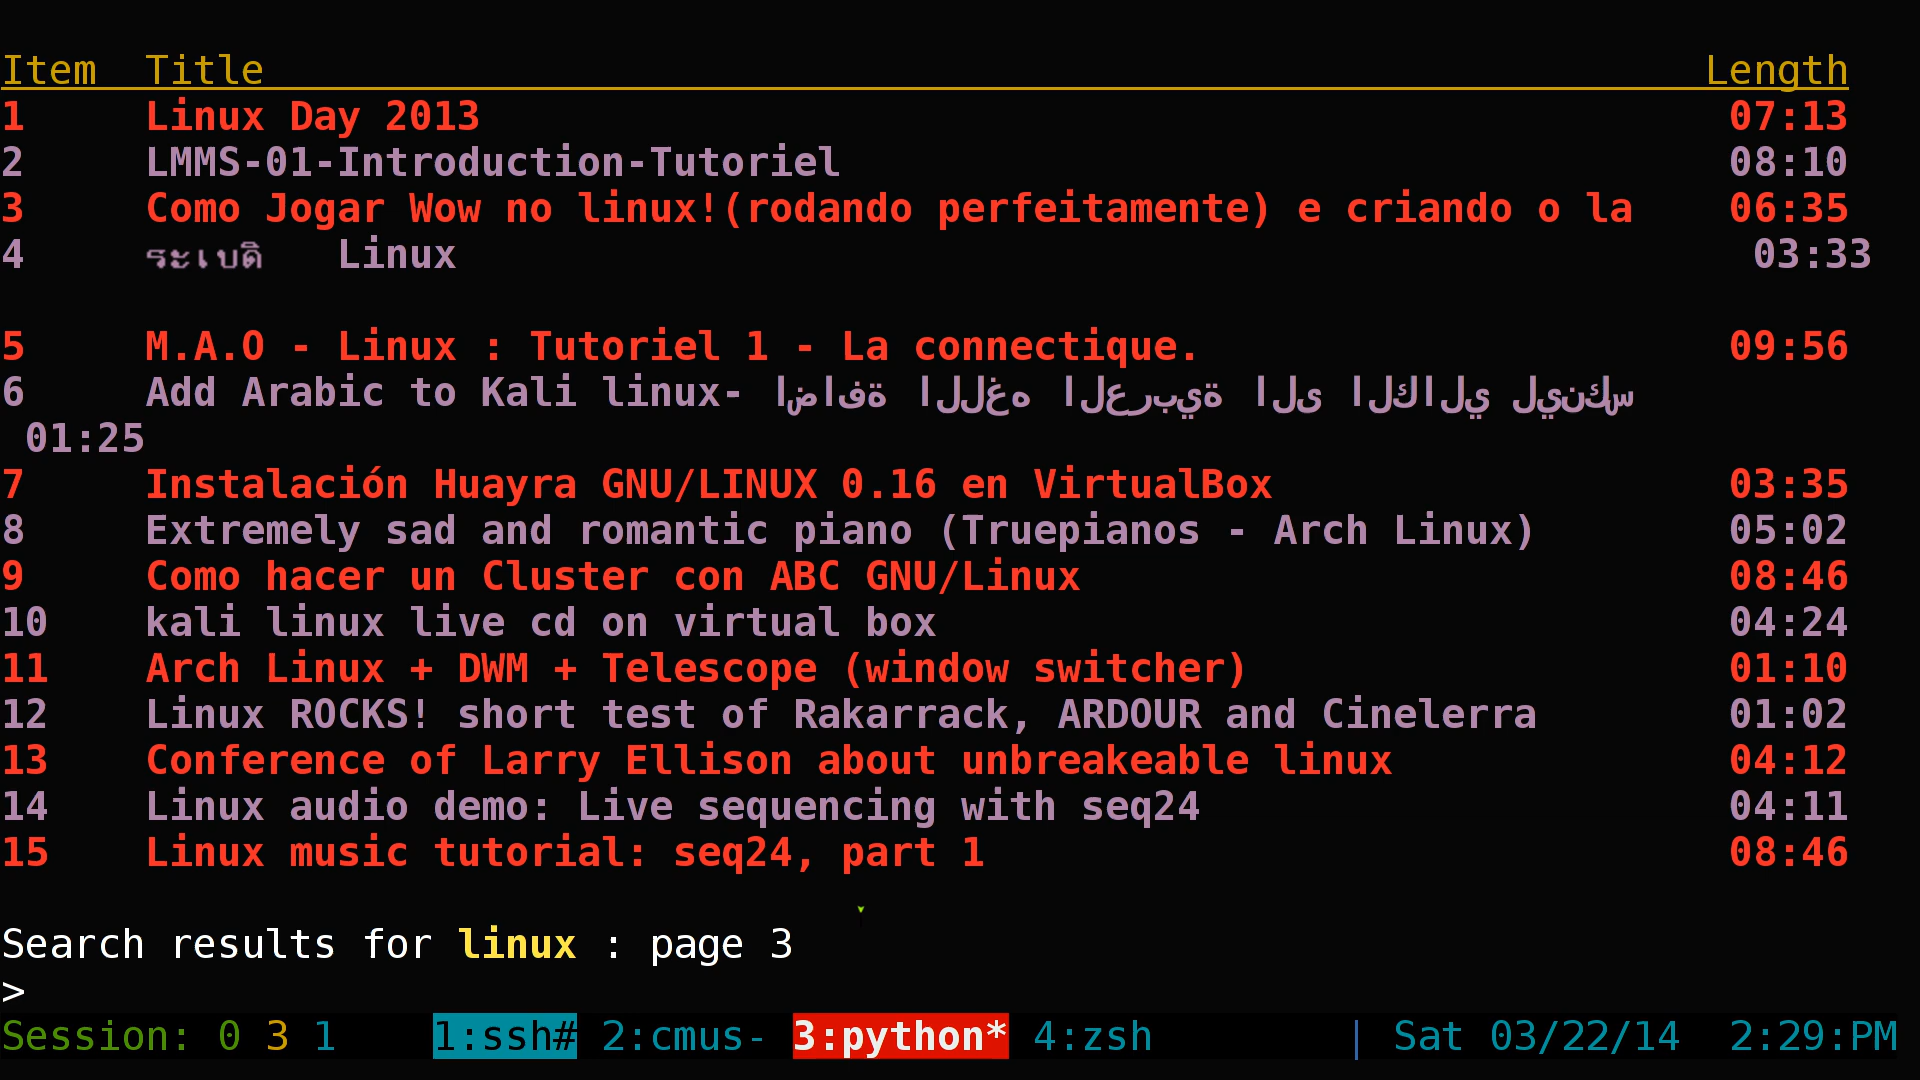 Item Title Length
1 Linux Day 2013 07:13
2 LMMS-01-Introduction-Tutoriel 08:10
3 Como Jogar Wow no linux!(rodando perfeitamente) e criando o la 06:35
4 ระเบดิ Linux 03:33
5 M.A.O - Linux : Tutoriel 1 - La connectique. 09:56
6 Add Arabic to Kali linux- اضافة اللغه العربية الى الكالي لينكس
01:25
7 Instalación Huayra GNU/LINUX 0.16 en VirtualBox 03:35
8 Extremely sad and romantic piano (Truepianos - Arch Linux) 05:02
9 Como hacer un Cluster con ABC GNU/Linux 08:46
10 kali linux live cd on virtual box 04:24
11 Arch Linux + DWM + Telescope (window switcher) 01:10
12 Linux ROCKS! short test of Rakarrack, ARDOUR and Cinelerra 01:02
13 Conference of Larry Ellison about unbreakeable linux 04:12
14 Linux audio demo: Live sequencing with seq24 04:11
15 Linux music tutorial: seq24, part 1 08:46
Search results for linux : page 3
>
Session: 0 3 1 1:ssh# 2:cmus- 3:python* 4:zsh | Sat 03/22/14 2:29:PM